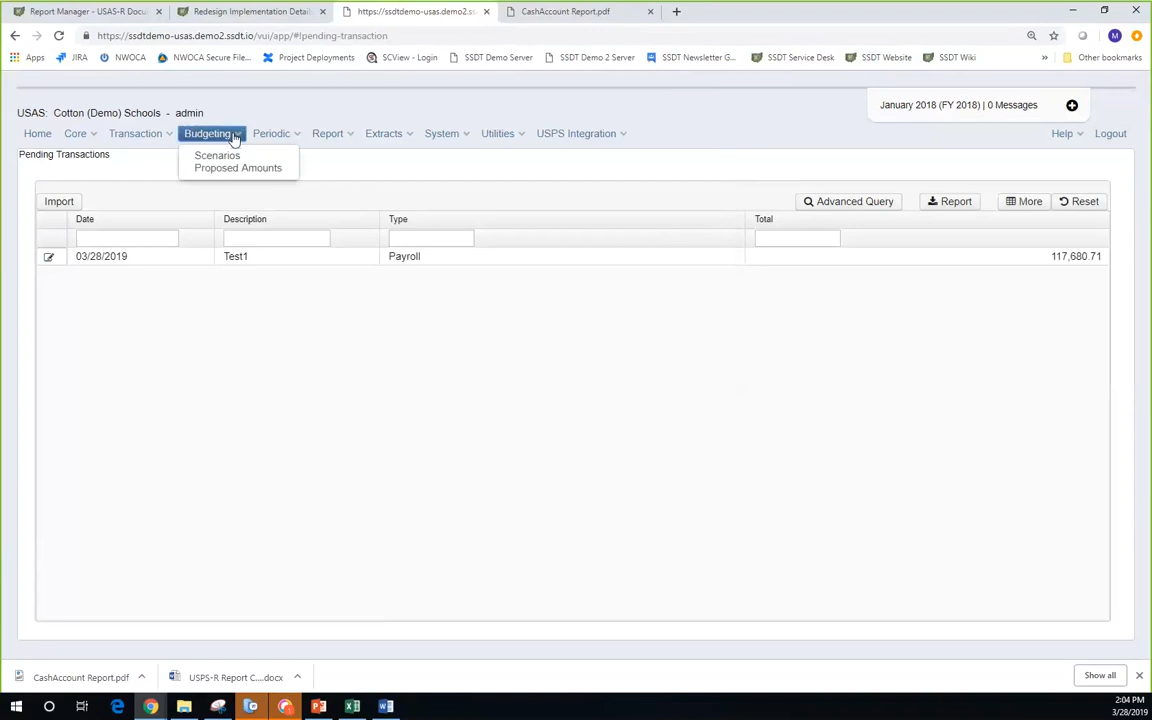 Report Manager - USAS-R Docu
Redesign Implementation Detail
https://ssdtdemo-usas.demo2.s
CashAccount Report.pdf
https://ssdtdemo-usas.demo2.ssdt.io/vui/app/#!pending-transaction
Apps
JIRA
NWOCA
NWOCA Secure File...
Project Deployments
SCView - Login
SSDT Demo Server
SSDT Demo 2 Server
SSDT Newsletter G...
SSDT Service Desk
SSDT Website
SSDT Wiki
»
Other bookmarks
USAS: Cotton (Demo) Schools - admin
January 2018 (FY 2018) | 0 Messages
Home
Core
Transaction
Budgeting
Periodic
Report
Extracts
System
Utilities
USPS Integration
Help
Logout
Pending Transactions
Scenarios
Proposed Amounts
Import
Advanced Query
Report
More
Reset
Date
Description
Type
Total
03/28/2019
Test1
Payroll
117,680.71
CashAccount Report.pdf
USPS-R Report C....docx
Show all
2:04 PM
3/28/2019